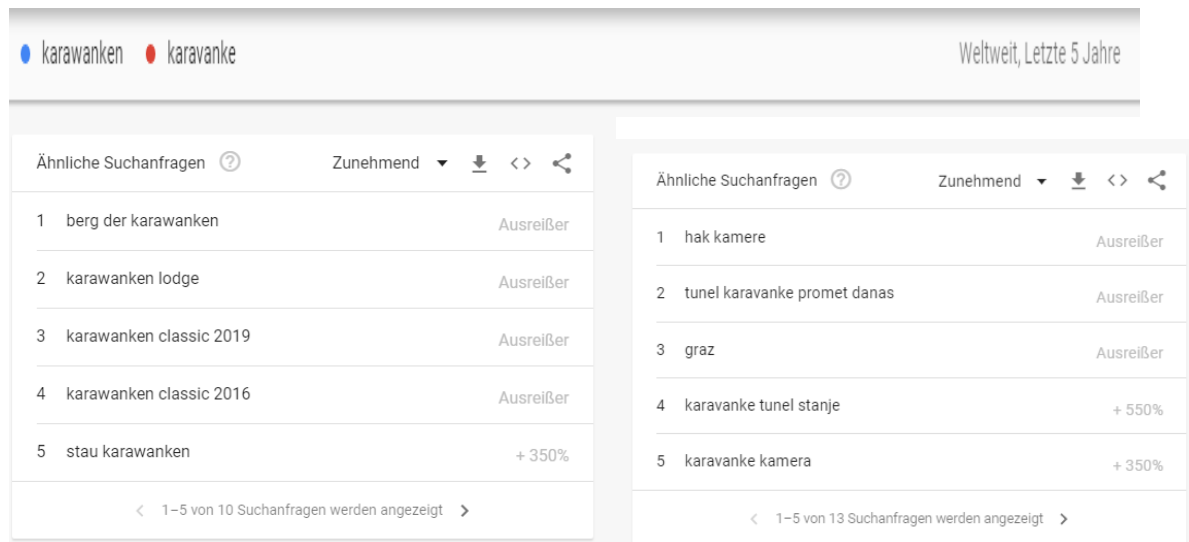 karawanken karavanke Weltweit, Letzte 5 Jahre
Ähnliche Suchanfragen ? Zunehmend <>
1 berg der karawanken Ausreißer
2 karawanken lodge Ausreißer
3 karawanken classic 2019 Ausreißer
4 karawanken classic 2016 Ausreißer
5 stau karawanken + 350%
< 1–5 von 10 Suchanfragen werden angezeigt >
Ähnliche Suchanfragen ? Zunehmend <>
1 hak kamere Ausreißer
2 tunel karavanke promet danas Ausreißer
3 graz Ausreißer
4 karavanke tunel stanje + 550%
5 karavanke kamera + 350%
< 1–5 von 13 Suchanfragen werden angezeigt >